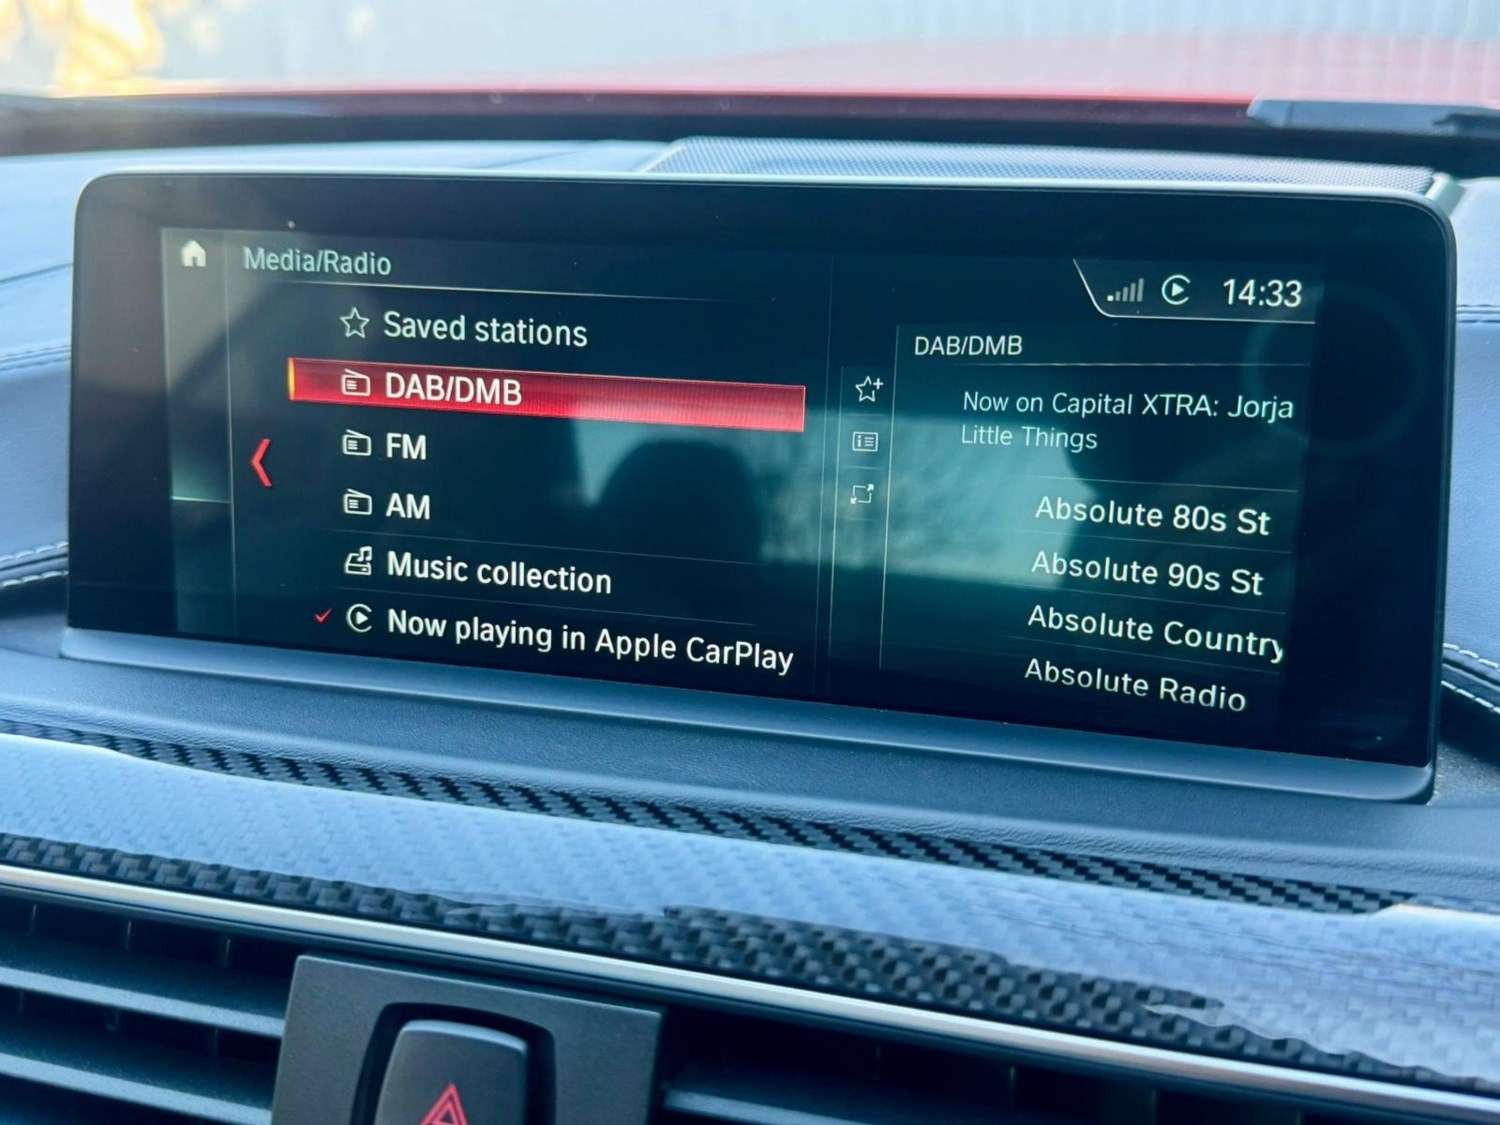 Media/Radio
14:33
Saved stations
DAB/DMB
FM
AM
Music collection
Now playing in Apple CarPlay
DAB/DMB
Now on Capital XTRA: Jorja
Little Things
Absolute 80s St
Absolute 90s St
Absolute Country
Absolute Radio